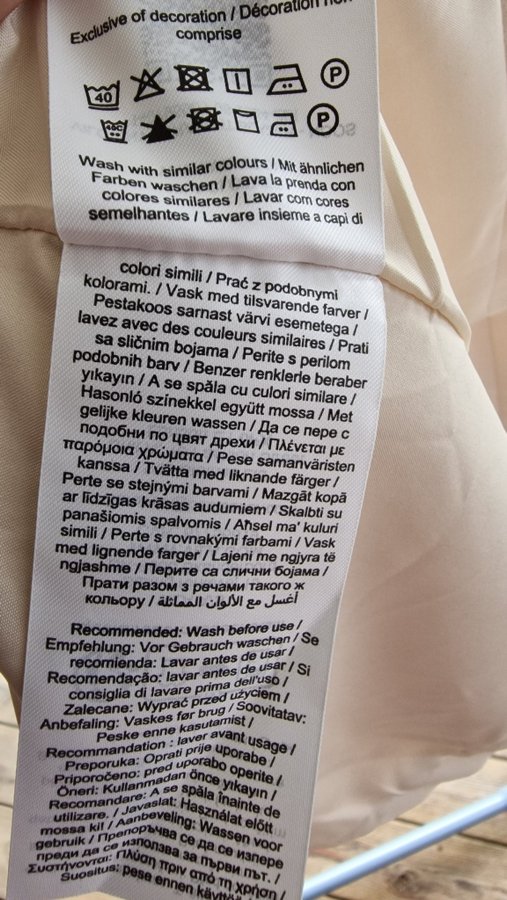 Exclusive of decoration / Décoration non
comprise
40 P
40C P
Wash with similar colours / Mit ähnlichen
Farben waschen / Lava la prenda con
colores similares / Lavar com cores
semelhantes / Lavare insieme a capi di
colori simili / Prać z podobnymi
kolorami. / Vask med tilsvarende farver /
Pestakoos sarnast värvi esemetega /
lavez avec des couleurs similaires / Prati
sa sličnim bojama / Perite s perilom
podobnih barv / Benzer renklerle beraber
yıkayın / A se spăla cu culori similare /
Hasonló színekkel együtt mossa / Met
gelijke kleuren wassen / Да се пере с
подобни по цвят дрехи / Πλένεται με
παρόμοια χρώματα / Pese samanväristen
kanssa / Tvätta med liknande färger /
Perte se stejnými barvami / Mazgāt kopā
ar līdzīgas krāsas audumiem / Skalbti su
panašiomis spalvomis / Aħsel ma' kuluri
simili / Perte s rovnakými farbami / Vask
med lignende farger / Lajeni me ngjyra të
ngjashme / Перите са слични бојама /
Прати разом з речами такого ж
кольору / اغسل مع الألوان المماثلة /
Recommended: Wash before use /
Empfehlung: Vor Gebrauch waschen / Se
recomienda: Lavar antes de usar /
Recomendação: lavar antes de usar / Si
consiglia di lavare prima dell'uso /
Zalecane: Wyprać przed użyciem /
Anbefaling: Vaskes før brug / Soovitatav:
Peske enne kasutamist /
Recommandation : laver avant usage /
Preporuka: Oprati prije uporabe /
Priporočeno: pred uporabo operite /
Öneri: Kullanmadan önce yıkayın /
Recomandare: A se spăla înainte de
utilizare. / Javaslat: Használat előtt
mossa ki! / Aanbeveling: Wassen voor
gebruik / Препоръчва се да се изпере
преди да се използва за първи път. /
Συστήνονται: Πλύση πριν από τη χρήση /
Suositus: pese ennen käyttöä